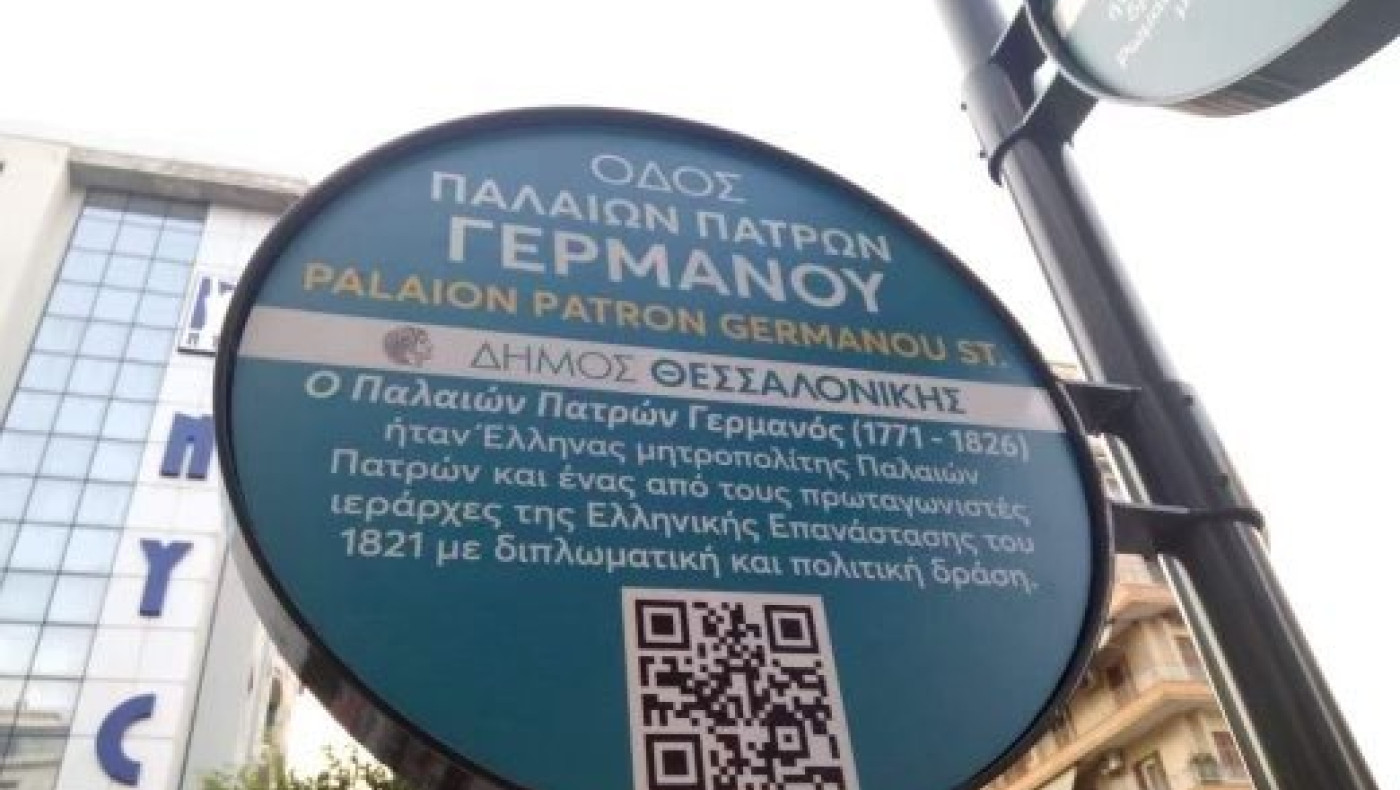 ΟΔΟΣ
ΠΑΛΑΙΩΝ ΠΑΤΡΩΝ
ΓΕΡΜΑΝΟΥ
PALAION PATRON GERMANOU ST.
ΔΗΜΟΣ ΘΕΣΣΑΛΟΝΙΚΗΣ
Ο Παλαιών Πατρών Γερμανός (1771 - 1826)
ήταν Έλληνας μητροπολίτης Παλαιών
Πατρών και ένας από τους πρωταγωνιστές
ιεράρχες της Ελληνικής Επανάστασης του
1821 με διπλωματική και πολιτική δράση.